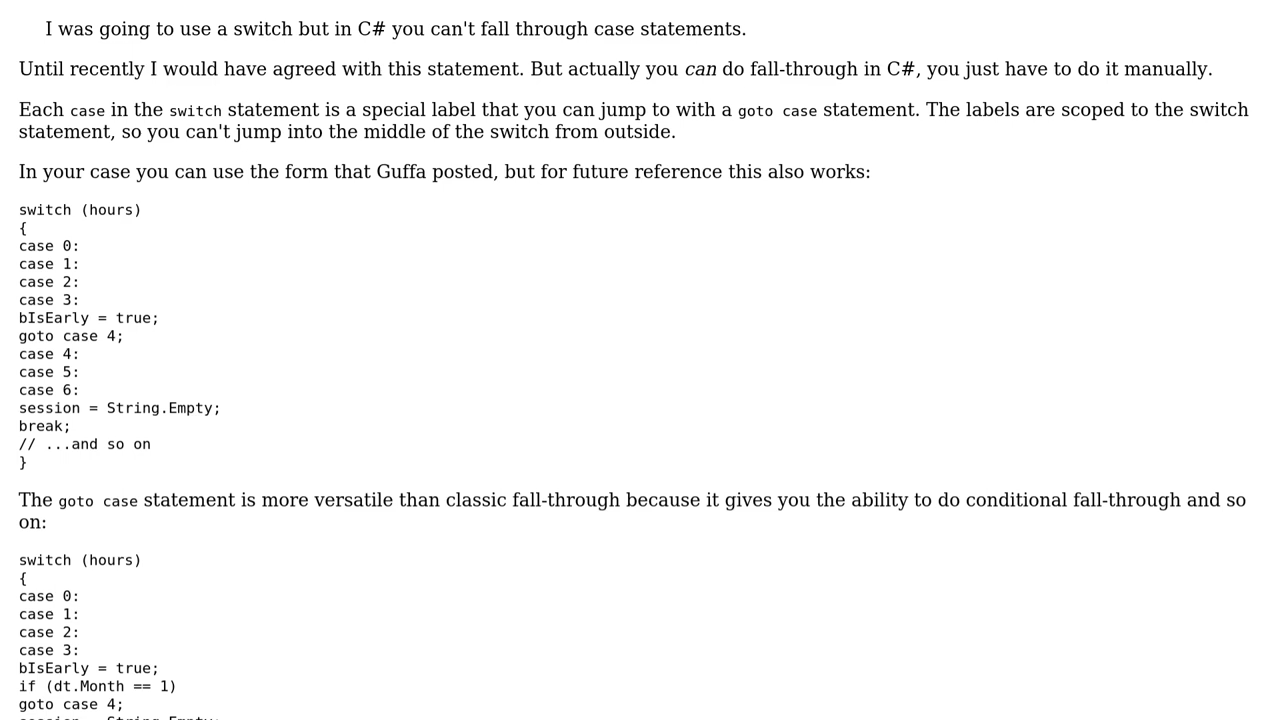 I was going to use a switch but in C# you can't fall through case statements.
Until recently I would have agreed with this statement. But actually you can do fall-through in C#, you just have to do it manually.
Each case in the switch statement is a special label that you can jump to with a goto case statement. The labels are scoped to the switch
statement, so you can't jump into the middle of the switch from outside.
In your case you can use the form that Guffa posted, but for future reference this also works:
switch (hours)
{
case 0:
case 1:
case 2:
case 3:
bIsEarly = true;
goto case 4;
case 4:
case 5:
case 6:
session = String.Empty;
break;
// ...and so on
}
The goto case statement is more versatile than classic fall-through because it gives you the ability to do conditional fall-through and so
on:
switch (hours)
{
case 0:
case 1:
case 2:
case 3:
bIsEarly = true;
if (dt.Month == 1)
goto case 4;